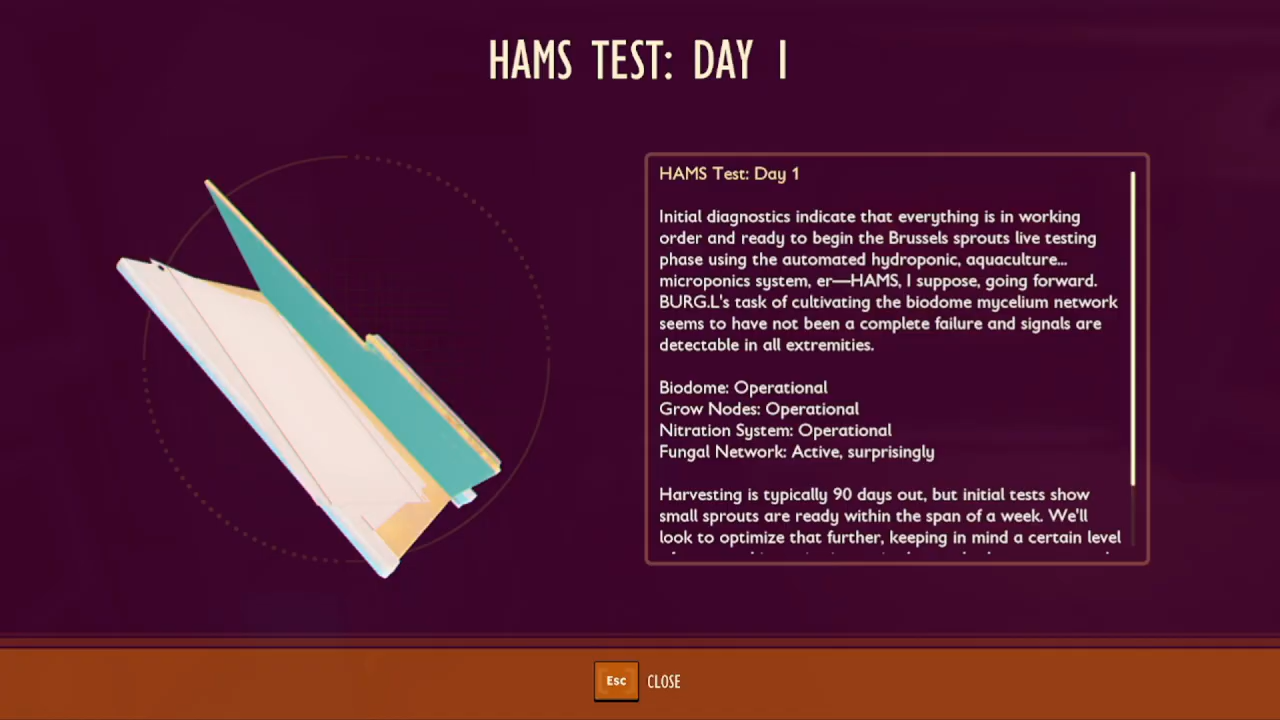 HAMS TEST: DAY 1
HAMS Test: Day 1
Initial diagnostics indicate that everything is in working
order and ready to begin the Brussels sprouts live testing
phase using the automated hydroponic, aquaculture...
microponics system, er—HAMS, I suppose, going forward.
BURG.L's task of cultivating the biodome mycelium network
seems to have not been a complete failure and signals are
detectable in all extremities.
Biodome: Operational
Grow Nodes: Operational
Nitration System: Operational
Fungal Network: Active, surprisingly
Harvesting is typically 90 days out, but initial tests show
small sprouts are ready within the span of a week. We'll
look to optimize that further, keeping in mind a certain level
Esc CLOSE